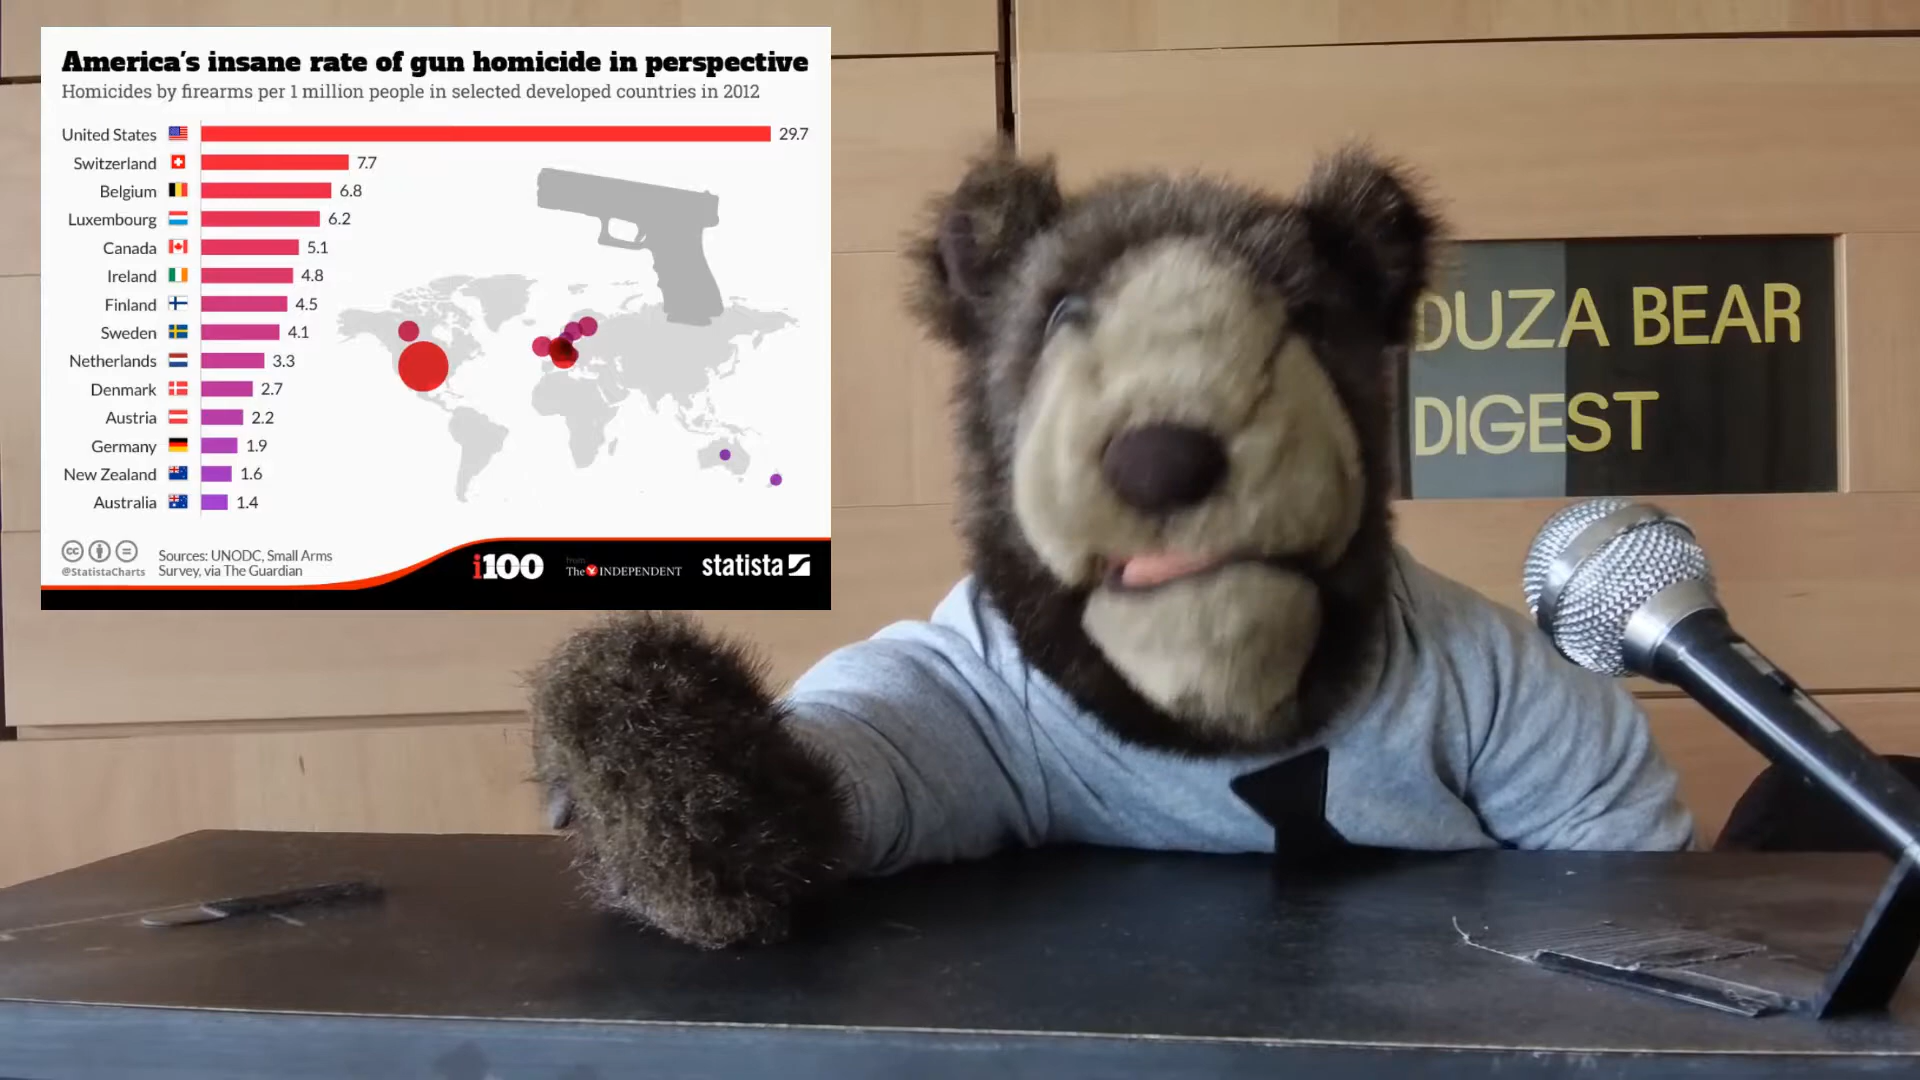 America's insane rate of gun homicide in perspective
Homicides by firearms per 1 million people in selected developed countries in 2012
United States 29.7
Switzerland 7.7
Belgium 6.8
Luxembourg 6.2
Canada 5.1
Ireland 4.8
Finland 4.5
Sweden 4.1
Netherlands 3.3
Denmark 2.7
Austria 2.2
Germany 1.9
New Zealand 1.6
Australia 1.4
cc
@StatistaCharts
Sources: UNODC, Small Arms
Survey, via The Guardian
i100
from
The INDEPENDENT
statista
OUZA BEAR
DIGEST